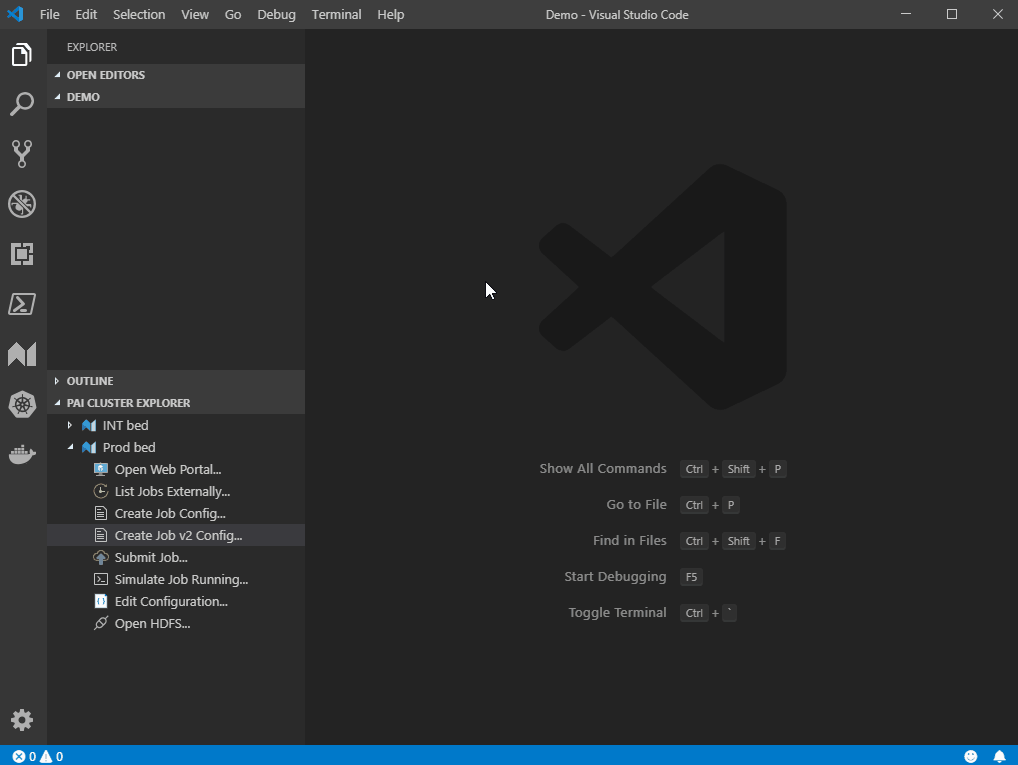 File Edit Selection View Go Debug Terminal Help
Demo - Visual Studio Code
EXPLORER
OPEN EDITORS
DEMO
OUTLINE
PAI CLUSTER EXPLORER
INT bed
Prod bed
Open Web Portal...
List Jobs Externally...
Create Job Config...
Create Job v2 Config...
Submit Job...
Simulate Job Running...
Edit Configuration...
Open HDFS...
Show All Commands Ctrl + Shift + P
Go to File Ctrl + P
Find in Files Ctrl + Shift + F
Start Debugging F5
Toggle Terminal Ctrl + `
0 0